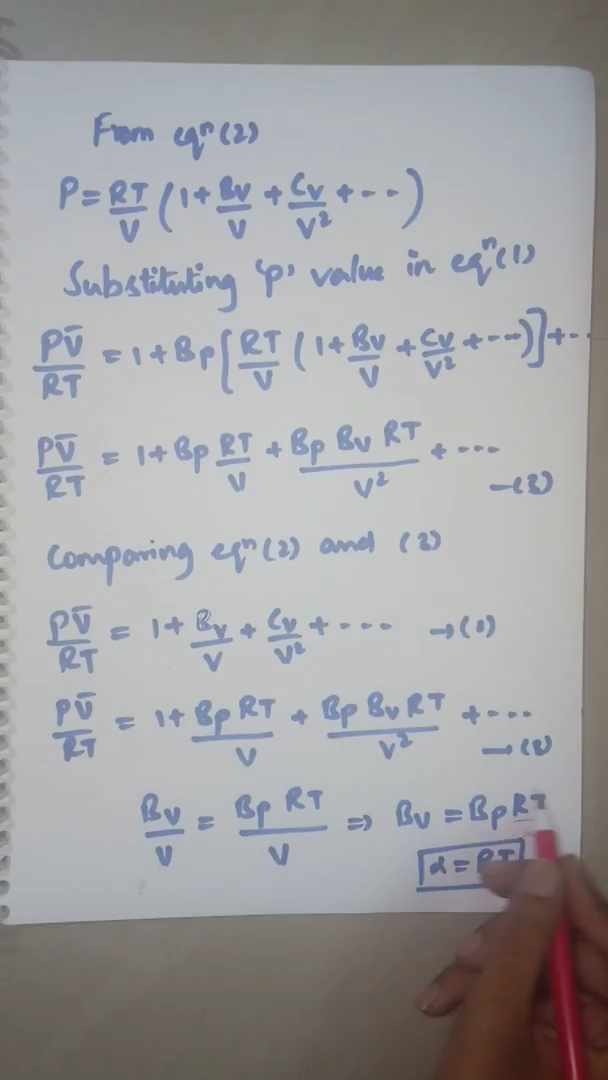 From eqⁿ(2)
P = RT/V (1 + Bv/V + Cv/V² + ---)
Substituting 'p' value in eqⁿ(1)
PV̄/RT = 1 + Bp [RT/V (1 + Bv/V + Cv/V² + ---)] + --
PV̄/RT = 1 + Bp RT/V + Bp Bv RT/V² + --- —(3)
Comparing eqⁿ(2) and (3)
PV̄/RT = 1 + Bv/V + Cv/V² + ---- →(2)
PV̄/RT = 1 + Bp RT/V + Bp Bv RT/V² + ---- →(3)
Bv/V = Bp RT/V ⇒ Bv = Bp RT
α = RT